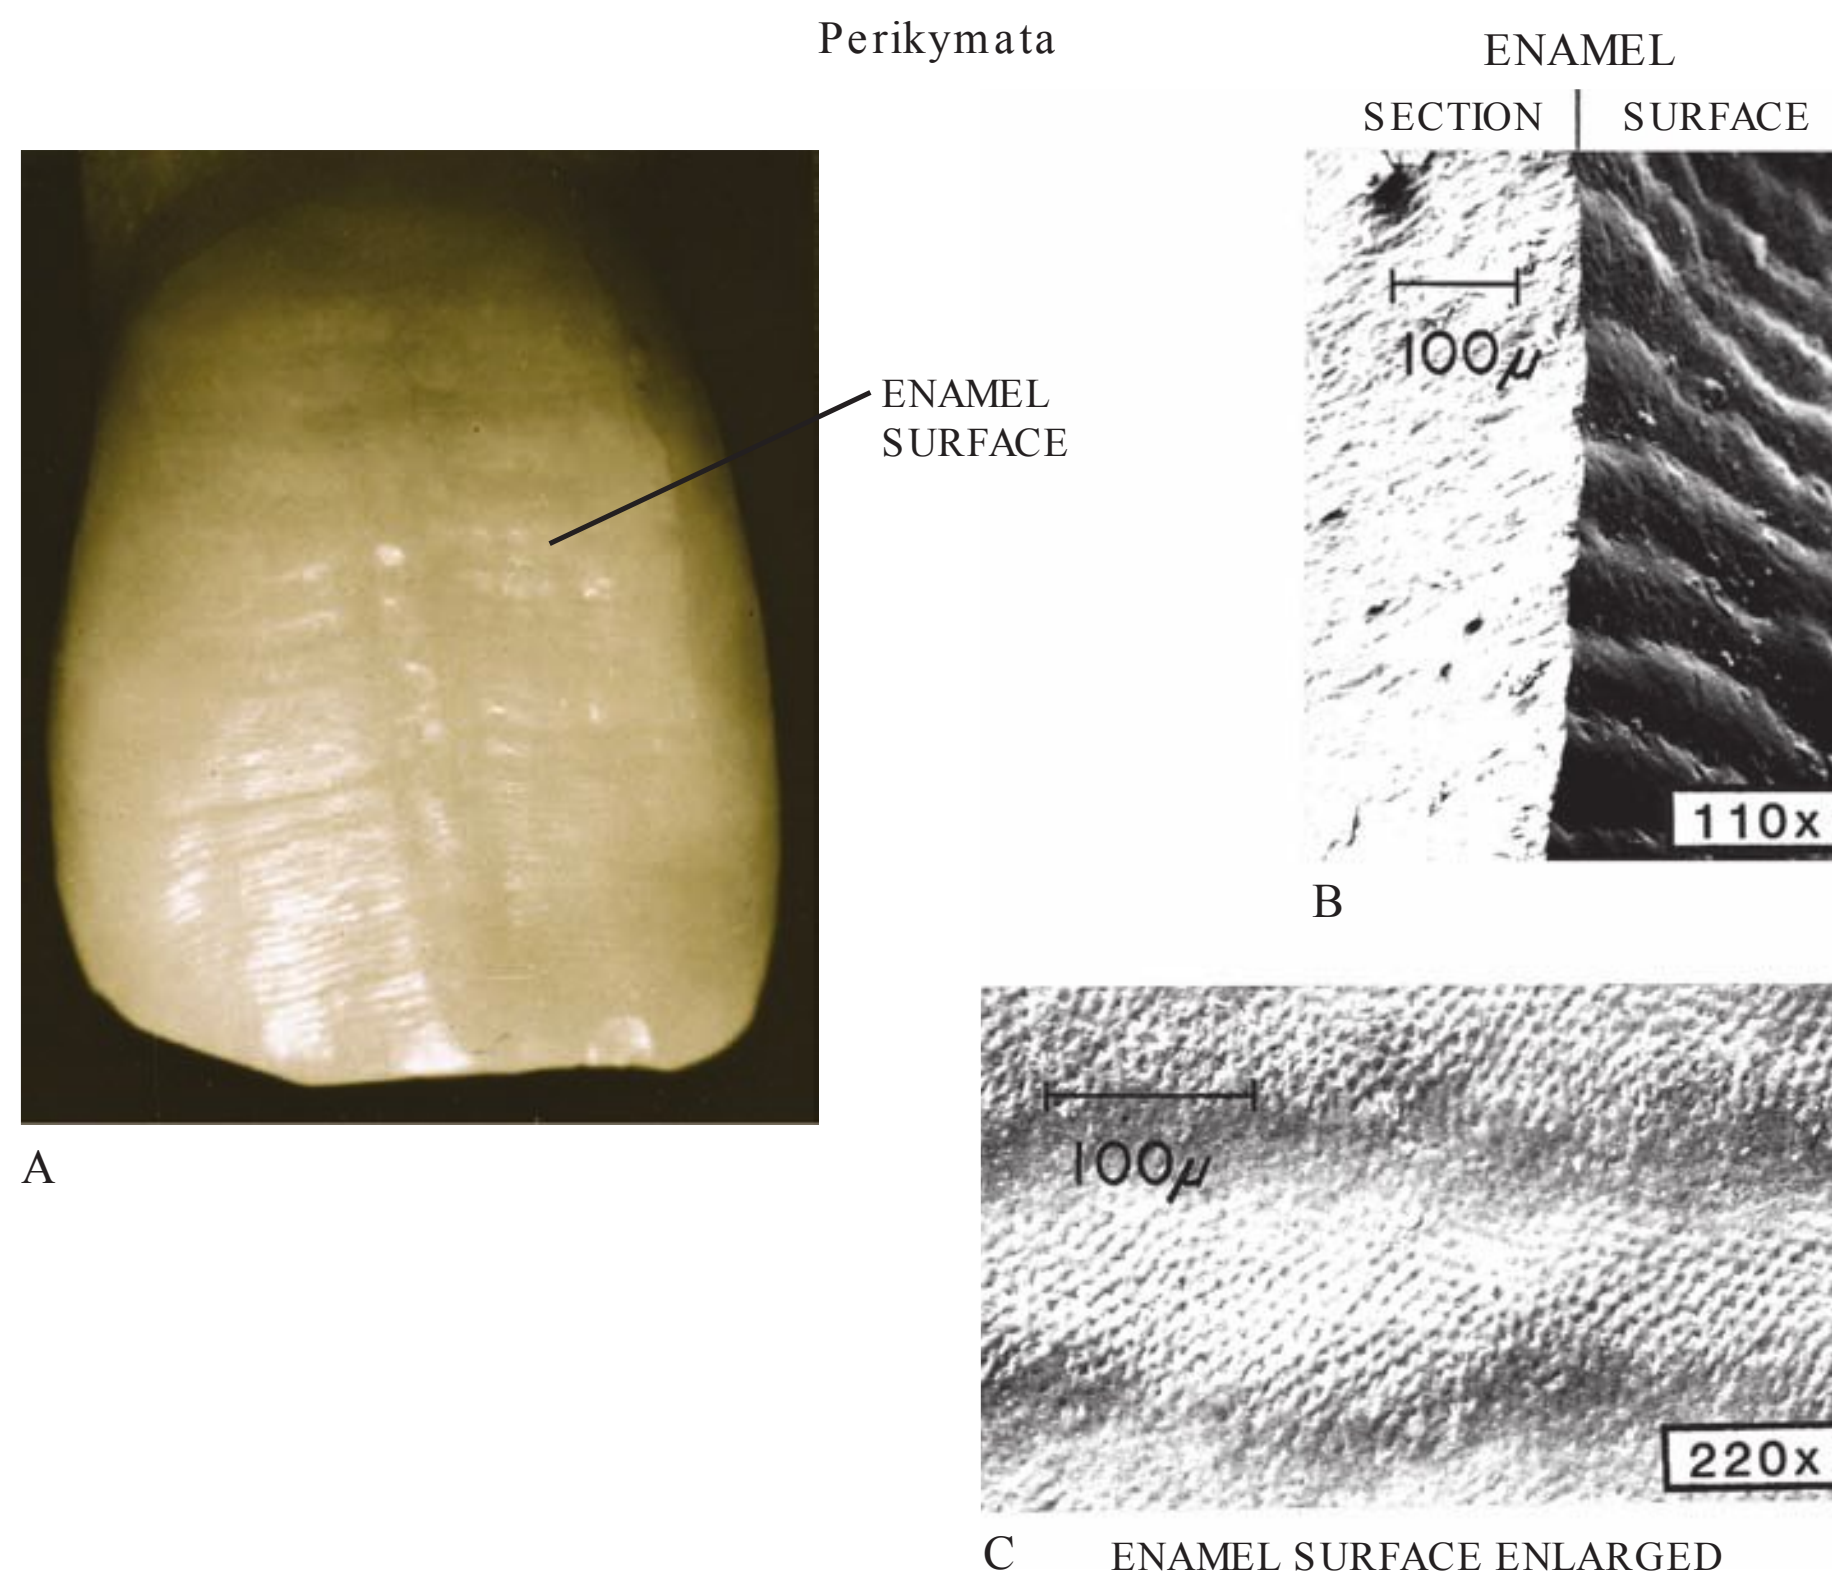 Perikymata
ENAMEL
SECTION
SURFACE
ENAMEL
SURFACE
100μ
110x
A
B
100μ
220x
C
ENAMEL SURFACE ENLARGED